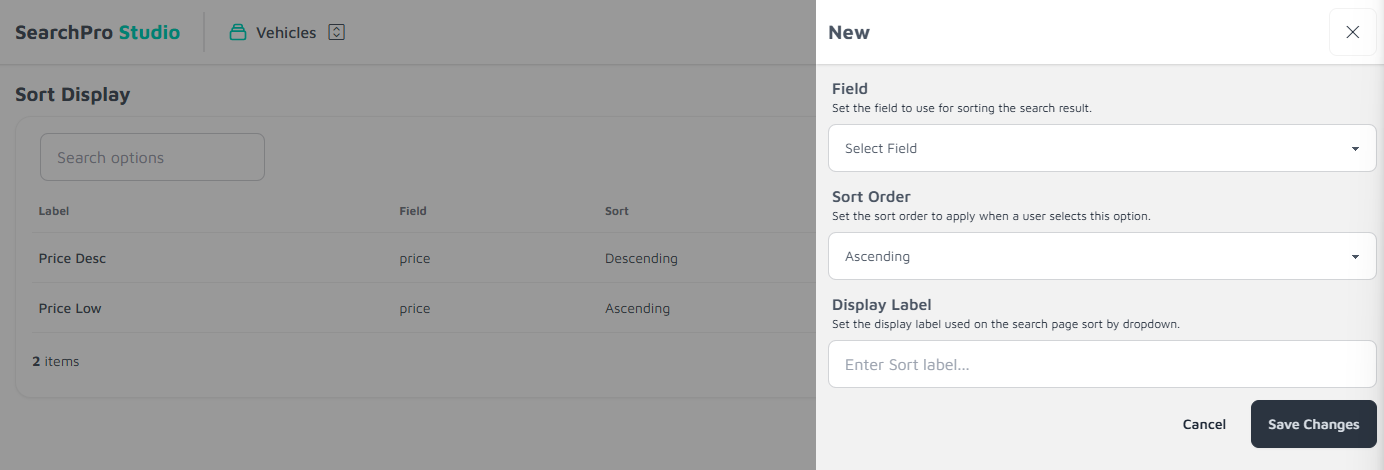 SearchPro Studio
Vehicles
Sort Display
Search options
Label Field Sort
Price Desc price Descending
Price Low price Ascending
2 items
New
Field
Set the field to use for sorting the search result.
Select Field
Sort Order
Set the sort order to apply when a user selects this option.
Ascending
Display Label
Set the display label used on the search page sort by dropdown.
Enter Sort label...
Cancel Save Changes